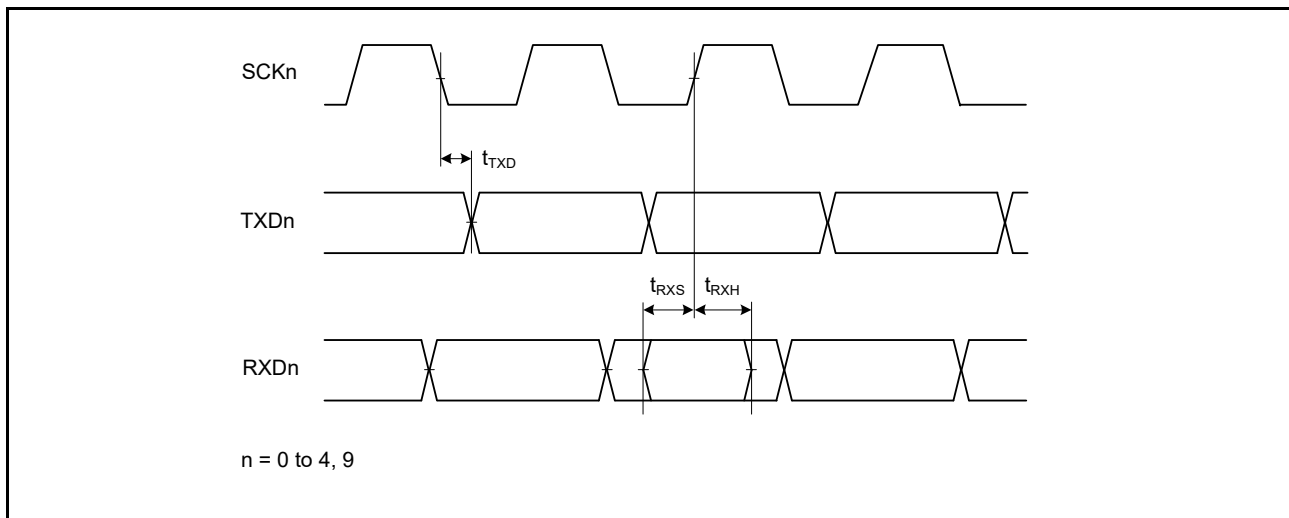 SCKn
tTXD
TXDn
tRXS tRXH
RXDn
n = 0 to 4, 9